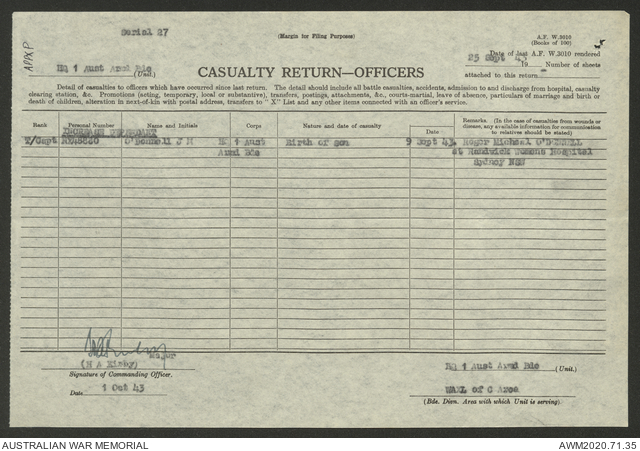 Serial 27
(Margin for Filing Purposes)
A.F. W.3010
(Books of 100)
APPX P
HQ 1 Aust Armd Bde (Unit.)
25 Sept 43
Date of last A.F. W.3010 rendered
19 Number of sheets
attached to this return
CASUALTY RETURN—OFFICERS
Detail of casualties to officers which have occurred since last return. The detail should include all battle casualties, accidents, admission to and discharge from hospital, casualty
clearing station, &c. Promotions (acting, temporary, local or substantive), transfers, postings, attachments, &c., courts-martial, leave of absence, particulars of marriage and birth or
death of children, alteration in next-of-kin with postal address, transfers to "X" List and any other items connected with an officer's service.
Rank Personal Number Name and Initials Corps Nature and date of casualty Date Remarks. (In the case of casualties from wounds or
disease, any available information for communication
to relatives should be stated)
T/Capt O'Donnell J M HQ 1 Aust Birth of son 9 Sept 43 Roger Michael O'DONNELL
Armd Bde at Randwick Womens Hospital
Sydney NSW
Major
(H A Kirby)
Signature of Commanding Officer.
Date 1 Oct 43
HQ 1 Aust Armd Bde (Unit.)
of C Area
(Bde. Divn. Area with which Unit is serving)
AUSTRALIAN WAR MEMORIAL
AWM2020.71.35